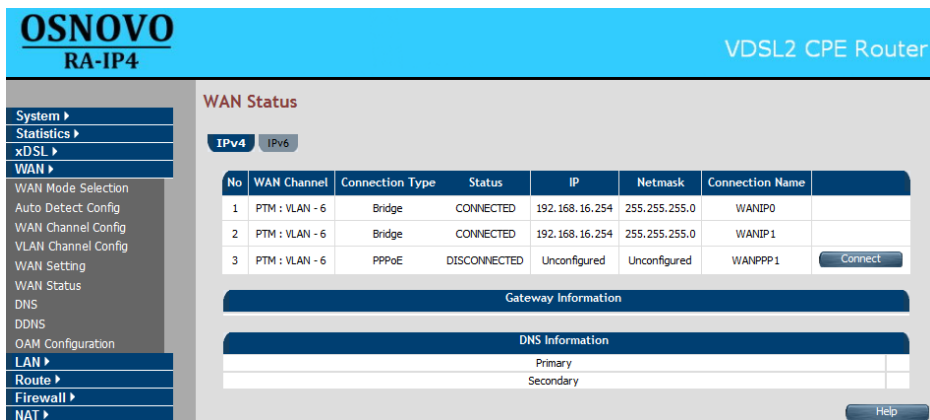 OSNOVO
RA-IP4
VDSL2 CPE Router
System
Statistics
xDSL
WAN
WAN Mode Selection
Auto Detect Config
WAN Channel Config
VLAN Channel Config
WAN Setting
WAN Status
DNS
DDNS
OAM Configuration
LAN
Route
Firewall
NAT
WAN Status
IPv4 IPv6
No WAN Channel Connection Type Status IP Netmask Connection Name
1 PTM : VLAN - 6 Bridge CONNECTED 192.168.16.254 255.255.255.0 WANIP0
2 PTM : VLAN - 6 Bridge CONNECTED 192.168.16.254 255.255.255.0 WANIP1
3 PTM : VLAN - 6 PPPoE DISCONNECTED Unconfigured Unconfigured WANPPP1 Connect
Gateway Information
DNS Information
Primary
Secondary
Help